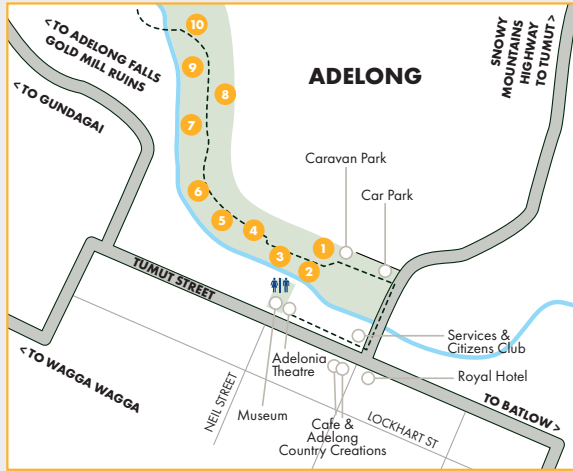 10
< TO ADELONG FALLS
GOLD MILL RUINS
9
8
ADELONG
SNOWY
MOUNTAINS
HIGHWAY
TO TUMUT >
< TO GUNDAGAI
7
Caravan Park
Car Park
6
5
4
3
2
1
TUMUT STREET
Services &
Citizens Club
Adelonia
Theatre
Royal Hotel
< TO WAGGA WAGGA
NEIL STREET
Museum
Cafe &
Adelong
Country Creations
LOCKHART ST
TO BATLOW >